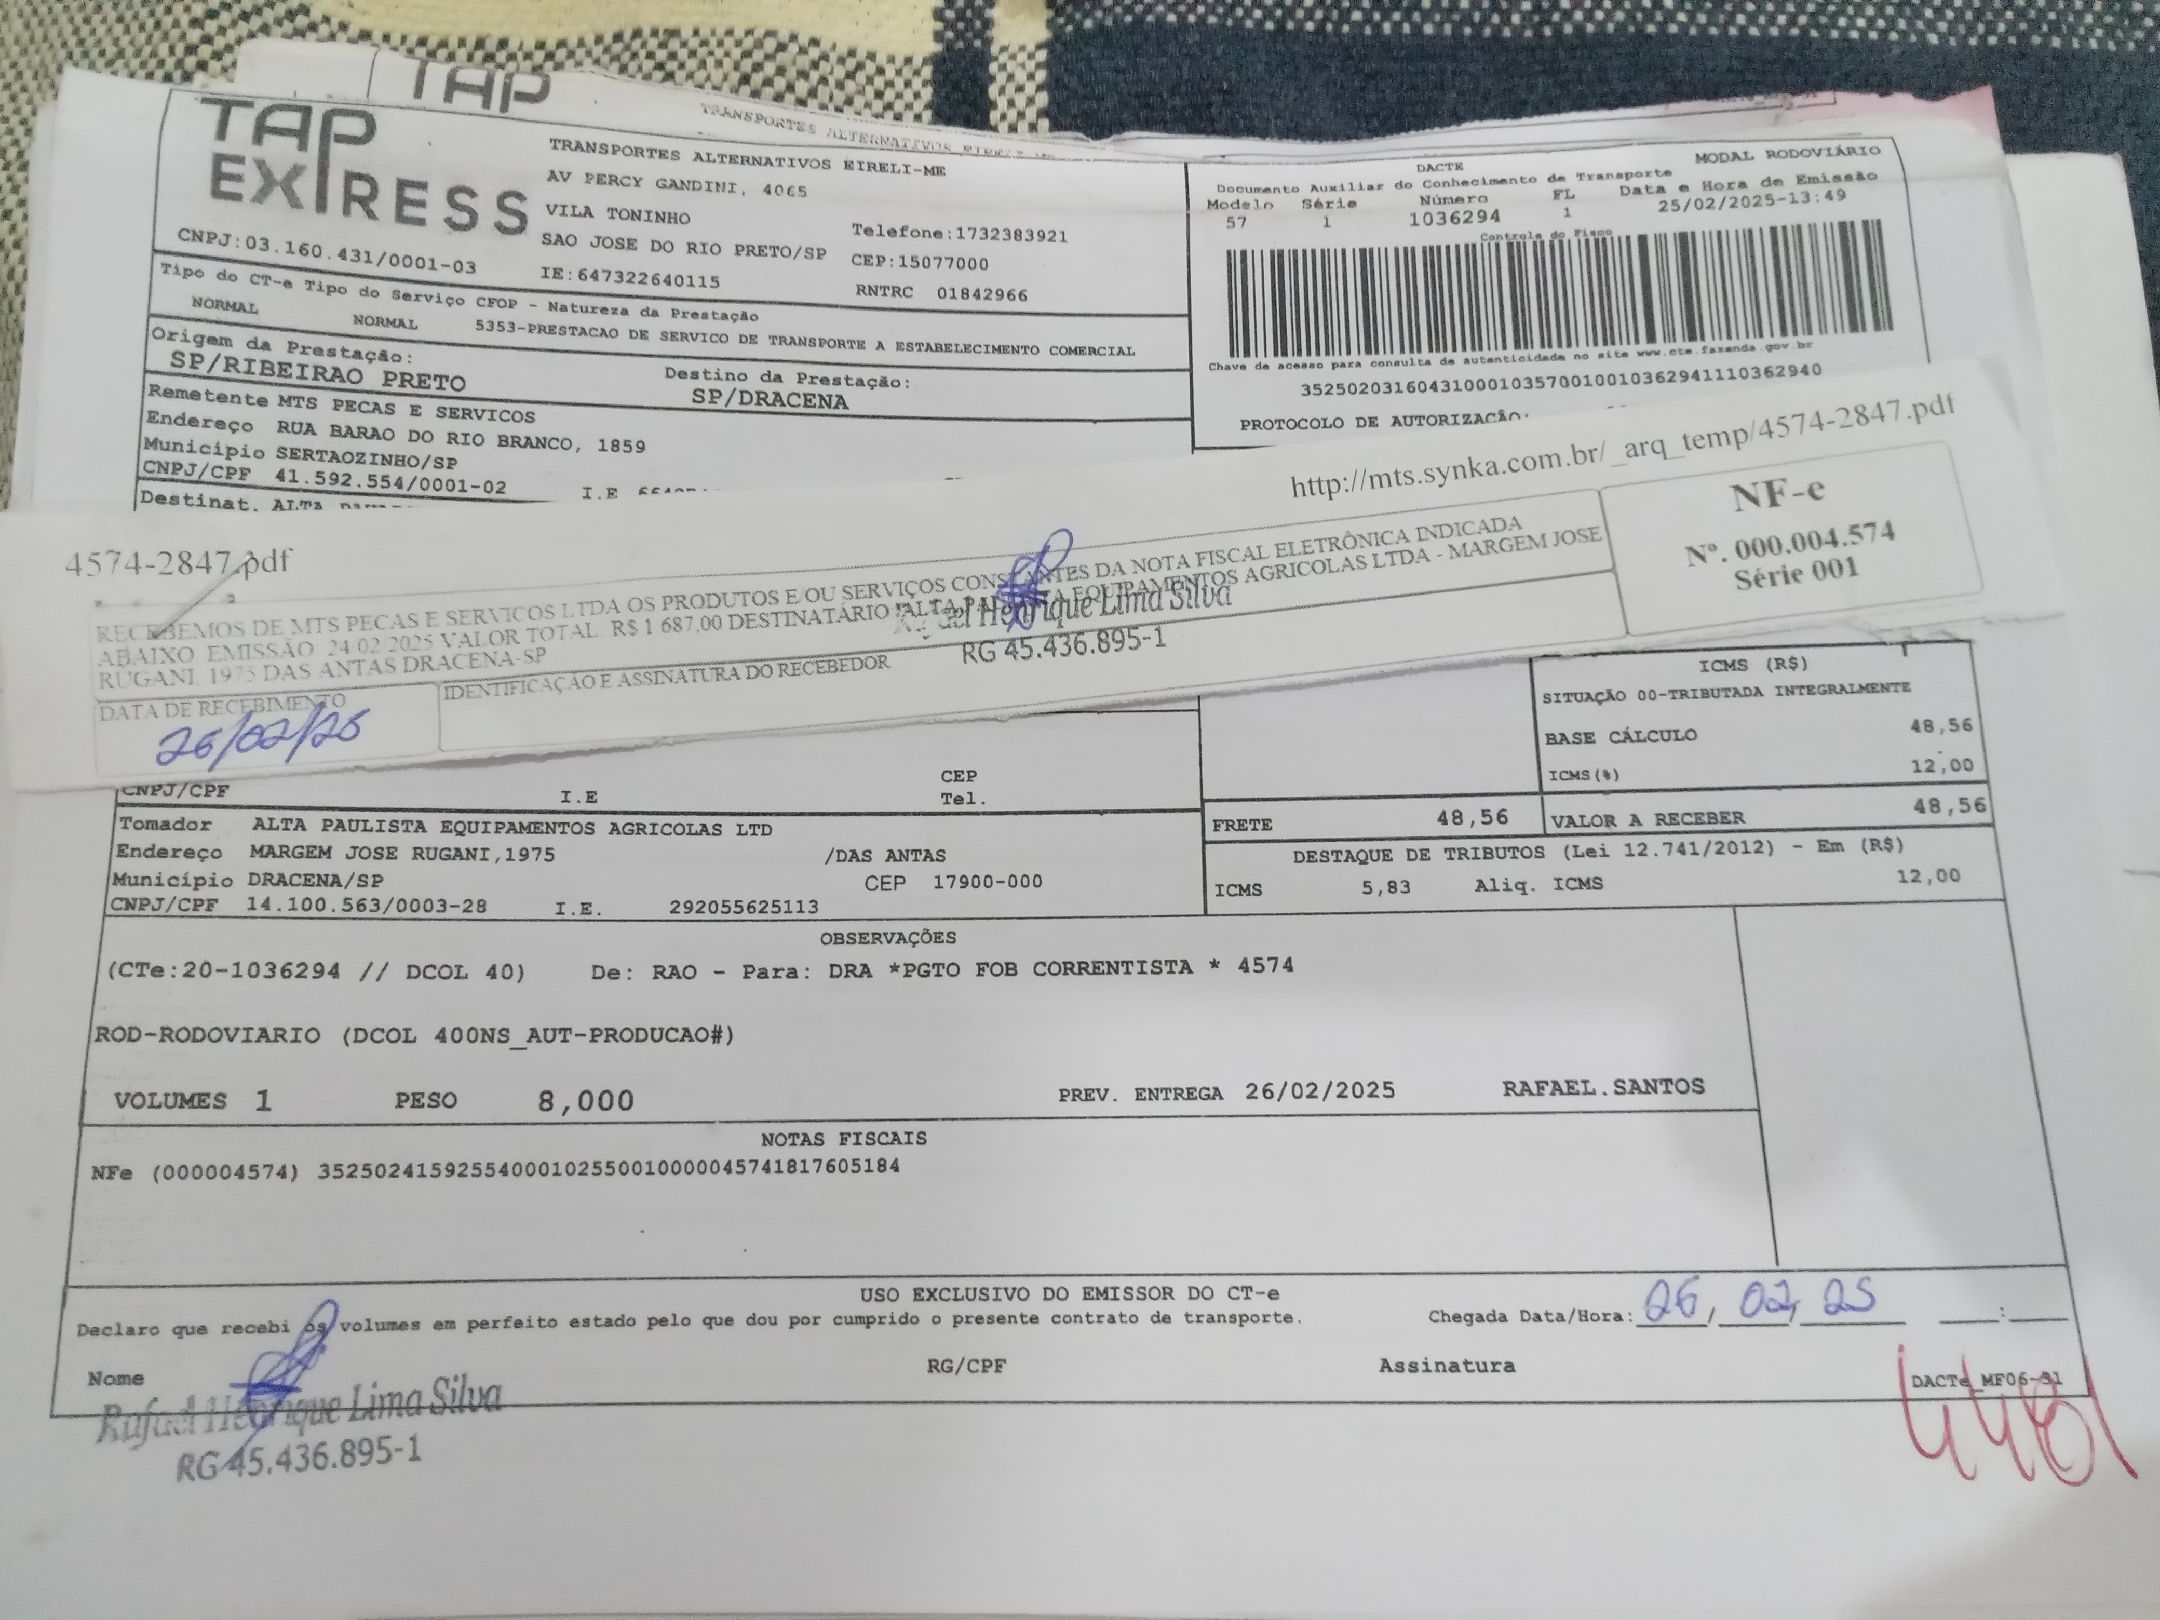 TAP
TRANSPORTES ALTERNATIVOS
TAP EXPRESS
TRANSPORTES ALTERNATIVOS EIRELI-ME
AV PERCY GANDINI, 4065
VILA TONINHO
SAO JOSE DO RIO PRETO/SP
IE:647322640115
Telefone:1732383921
CEP:15077000
RNTRC 01842966
CNPJ:03.160.431/0001-03
DACTE
MODAL RODOVIÁRIO
Documento Auxiliar do Conhecimento de Transporte
Modelo Série Número FL Data e Hora de Emissão
57 1 1036294 1 25/02/2025-13:49
Controle do Fisco
Chave de acesso para consulta de autenticidade no site www.cte.fazenda.gov.br
35250203160431000103570010010362941110362940
PROTOCOLO DE AUTORIZAÇÃO:
Tipo do CT-e Tipo do Serviço CFOP - Natureza da Prestação
NORMAL NORMAL 5353-PRESTACAO DE SERVICO DE TRANSPORTE A ESTABELECIMENTO COMERCIAL
Origem da Prestação: Destino da Prestação:
SP/RIBEIRAO PRETO SP/DRACENA
Remetente MTS PECAS E SERVICOS
Endereço RUA BARAO DO RIO BRANCO, 1859
Município SERTAOZINHO/SP
CNPJ/CPF 41.592.554/0001-02 I.E
Destinat. ALTA
4574-2847.pdf
http://mts.synka.com.br/_arq_temp/4574-2847.pdf
RECEBEMOS DE MTS PECAS E SERVICOS LTDA OS PRODUTOS E/OU SERVIÇOS CONSTANTES DA NOTA FISCAL ELETRÔNICA INDICADA
ABAIXO. EMISSÃO: 24/02/2025 VALOR TOTAL: R$ 1.687,00 DESTINATÁRIO: ALTA PAULISTA EQUIPAMENTOS AGRICOLAS LTDA - MARGEM JOSE
RUGANI, 1975 DAS ANTAS DRACENA-SP
NF-e
Nº. 000.004.574
Série 001
DATA DE RECEBIMENTO
26/02/25
IDENTIFICAÇÃO E ASSINATURA DO RECEBEDOR
Rafael Henrique Lima Silva
RG 45.436.895-1
ICMS (R$)
SITUAÇÃO 00-TRIBUTADA INTEGRALMENTE
BASE CÁLCULO 48,56
ICMS(%) 12,00
CNPJ/CPF I.E CEP
Tel.
FRETE 48,56 VALOR A RECEBER 48,56
Tomador ALTA PAULISTA EQUIPAMENTOS AGRICOLAS LTD
Endereço MARGEM JOSE RUGANI,1975 /DAS ANTAS
Município DRACENA/SP CEP 17900-000
CNPJ/CPF 14.100.563/0003-28 I.E. 292055625113
DESTAQUE DE TRIBUTOS (Lei 12.741/2012) - Em (R$)
ICMS 5,83 Aliq. ICMS 12,00
OBSERVAÇÕES
(CTe:20-1036294 // DCOL 40) De: RAO - Para: DRA *PGTO FOB CORRENTISTA * 4574
ROD-RODOVIARIO (DCOL 400NS_AUT-PRODUCAO#)
VOLUMES 1 PESO 8,000 PREV. ENTREGA 26/02/2025 RAFAEL.SANTOS
NOTAS FISCAIS
NFe (000004574) 35250241592554000102550010000045741817605184
USO EXCLUSIVO DO EMISSOR DO CT-e
Declaro que recebi os volumes em perfeito estado pelo que dou por cumprido o presente contrato de transporte.
Chegada Data/Hora: 26/02/25 __:__
Nome RG/CPF Assinatura
DACTe_MF06-51
Rafael Henrique Lima Silva
RG 45.436.895-1